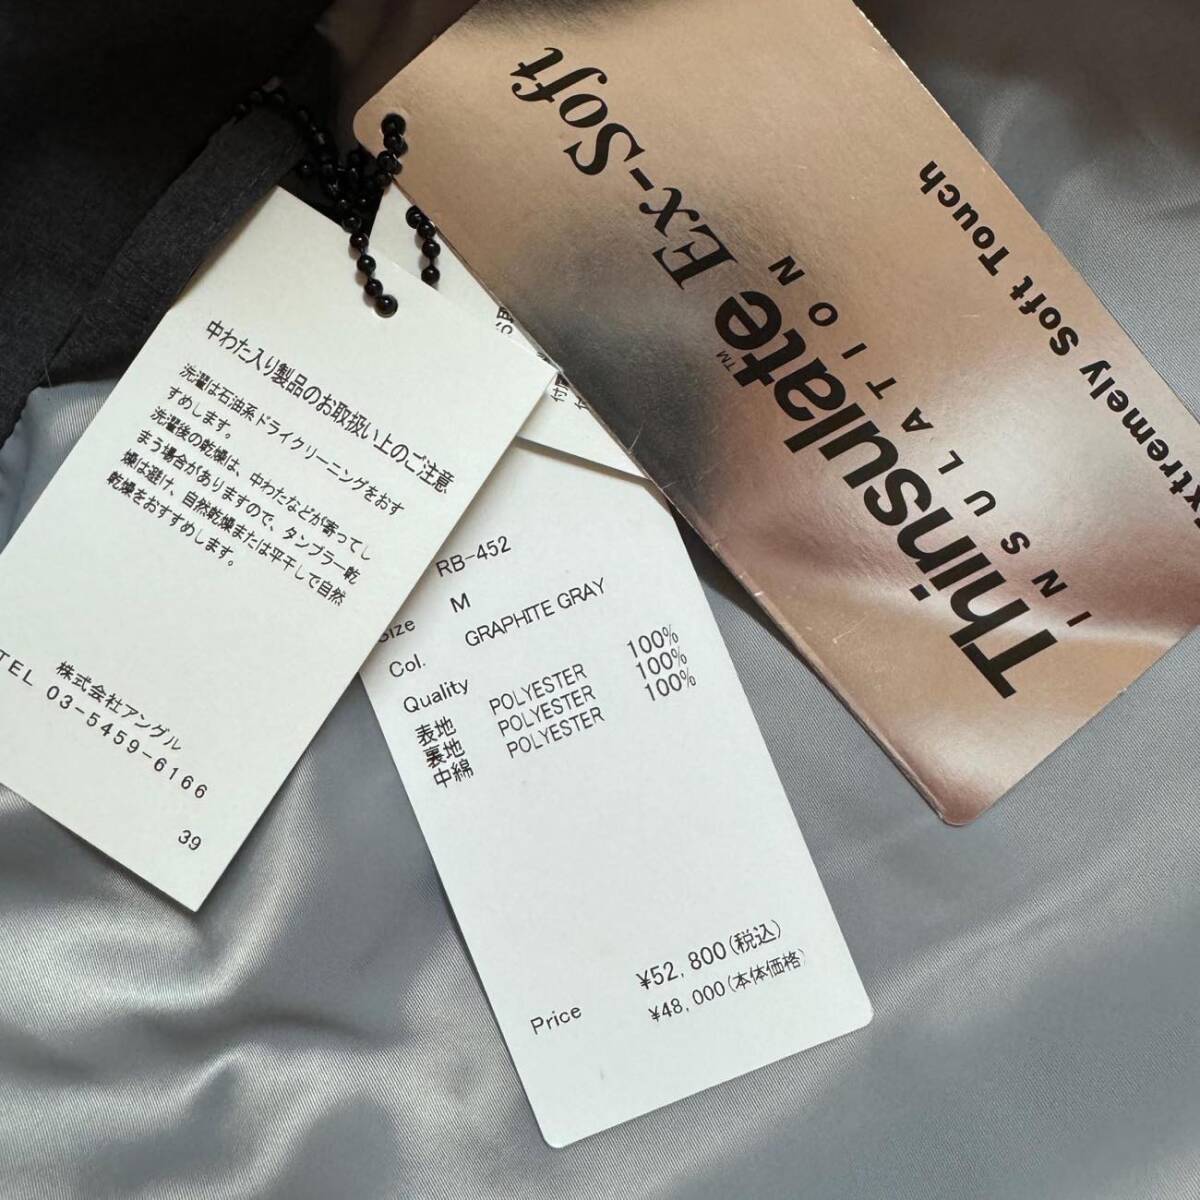 Thinsulate™ Ex-Soft
INSULATION
Extremely Soft Touch
中わた入り製品のお取扱い上のご注意
洗濯は石油系ドライクリーニングをおす
すめします。
洗濯後の乾燥は、中わたなどが寄ってし
まう場合がありますので、タンブラー乾
燥は避け、自然乾燥または平干しで自然
乾燥をおすすめします。
株式会社アングル
TEL 03-5459-6166
39
RB-452
Size M
Col. GRAPHITE GRAY
Quality
表地 POLYESTER 100%
裏地 POLYESTER 100%
中綿 POLYESTER 100%
¥52,800(税込)
Price ¥48,000(本体価格)